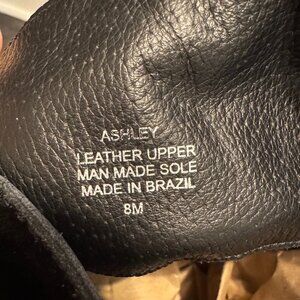 ASHLEY
LEATHER UPPER
MAN MADE SOLE
MADE IN BRAZIL
8M